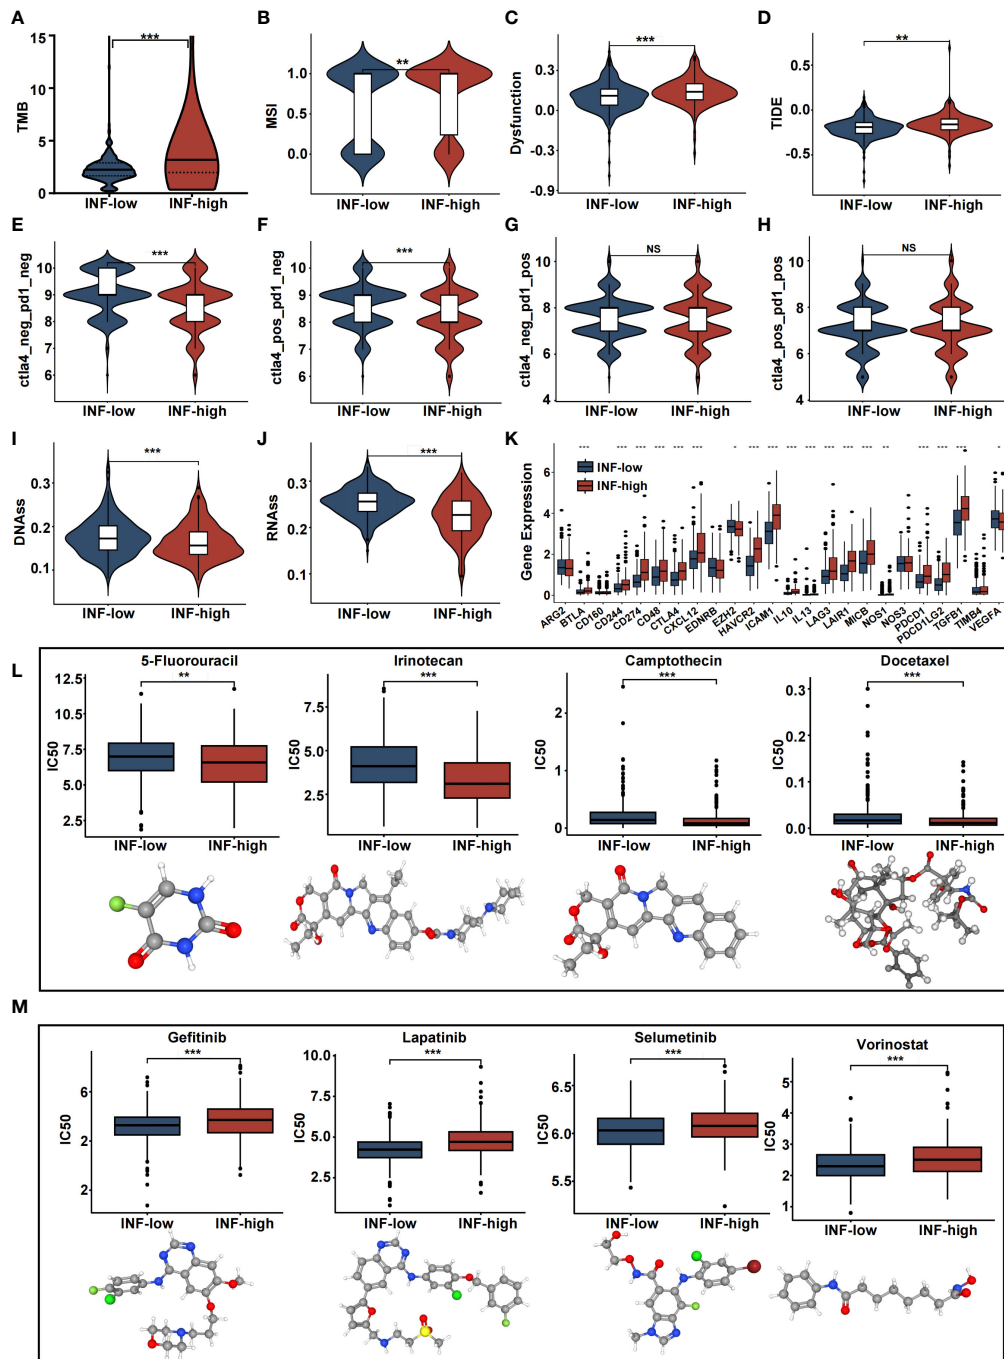 A
TMB
15
10
5
0
***
INF-low INF-high
B
MSI
1.0
0.5
0.0
**
INF-low INF-high
C
Dysfunction
0.3
0.0
-0.3
-0.9
***
INF-low INF-high
D
TIDE
0.5
0.0
-0.5
**
INF-low INF-high
E
ctla4_neg_pd1_neg
10
9
8
7
6
***
INF-low INF-high
F
ctla4_pos_pd1_neg
10
9
8
7
6
***
INF-low INF-high
G
ctla4_neg_pd1_pos
10
8
6
4
NS
INF-low INF-high
H
ctla4_pos_pd1_pos
10
8
6
4
NS
INF-low INF-high
I
DNAss
0.3
0.2
0.1
***
INF-low INF-high
J
RNAss
0.3
0.2
0.1
***
INF-low INF-high
K
Gene Expression
6
4
2
0
INF-low
INF-high
ARG2
BTLA
CD160
CD244
CD274
CD48
CTLA4
CXCL12
EDNRB
EZH2
HAVCR2
ICAM1
IL10
IL13
LAG3
LAIR1
MICB
NOS1
NOS3
PDCD1
PDCD1LG2
TGFB1
TIMB4
VEGFA
L
5-Fluorouracil
IC50
12.5
10.5
7.5
5.0
2.5
**
INF-low INF-high
Irinotecan
IC50
7.5
5.0
2.5
***
INF-low INF-high
Camptothecin
IC50
2
1
0
***
INF-low INF-high
Docetaxel
IC50
0.3
0.2
0.1
0.0
***
INF-low INF-high
M
Gefitinib
IC50
6
2
2
***
INF-low INF-high
Lapatinib
IC50
10.0
7.5
5.0
2.5
***
INF-low INF-high
Selumetinib
IC50
6.5
6.0
5.5
***
INF-low INF-high
Vorinostat
IC50
5
4
3
2
1
***
INF-low INF-high